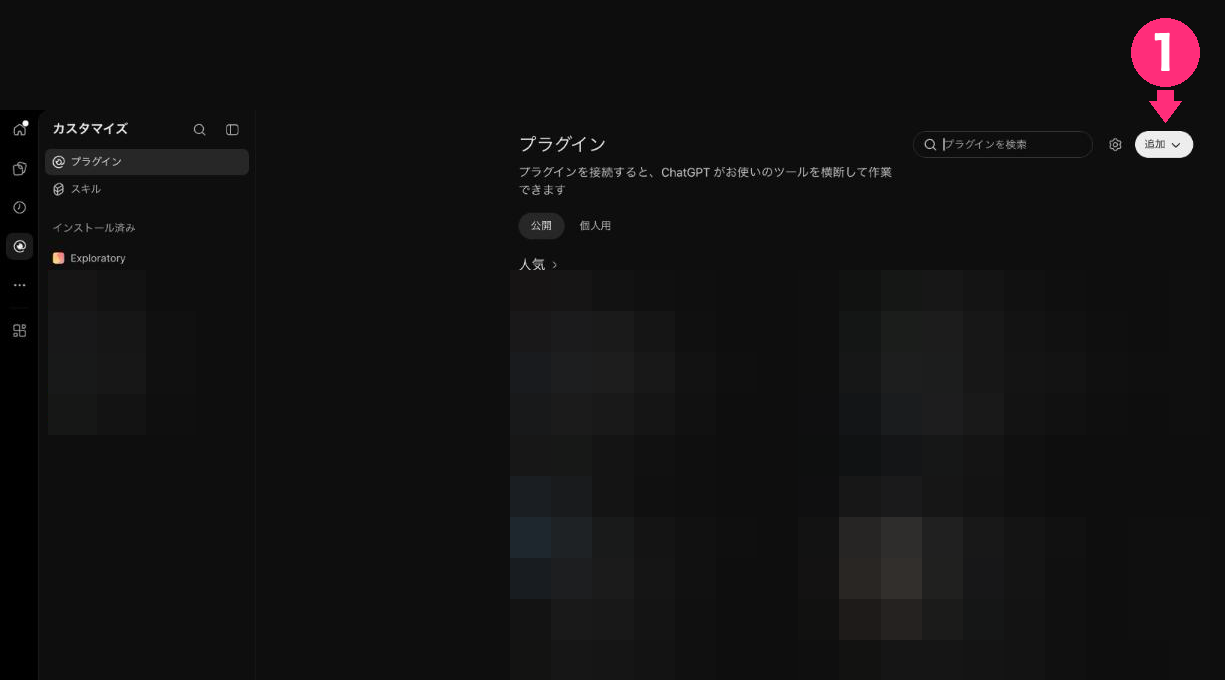 1
カスタマイズ
プラグイン
スキル
インストール済み
Exploratory
プラグイン
プラグインを検索
追加
プラグインを接続すると、ChatGPT がお使いのツールを横断して作業
できます
公開
個人用
人気 ›